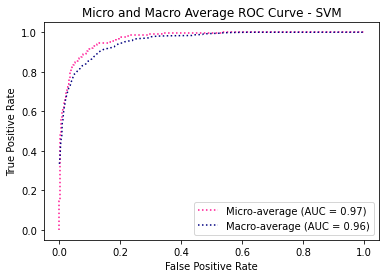 Micro and Macro Average ROC Curve - SVM
True Positive Rate
1.0
0.8
0.6
0.4
0.2
0.0
Micro-average (AUC = 0.97)
Macro-average (AUC = 0.96)
0.0 0.2 0.4 0.6 0.8 1.0
False Positive Rate